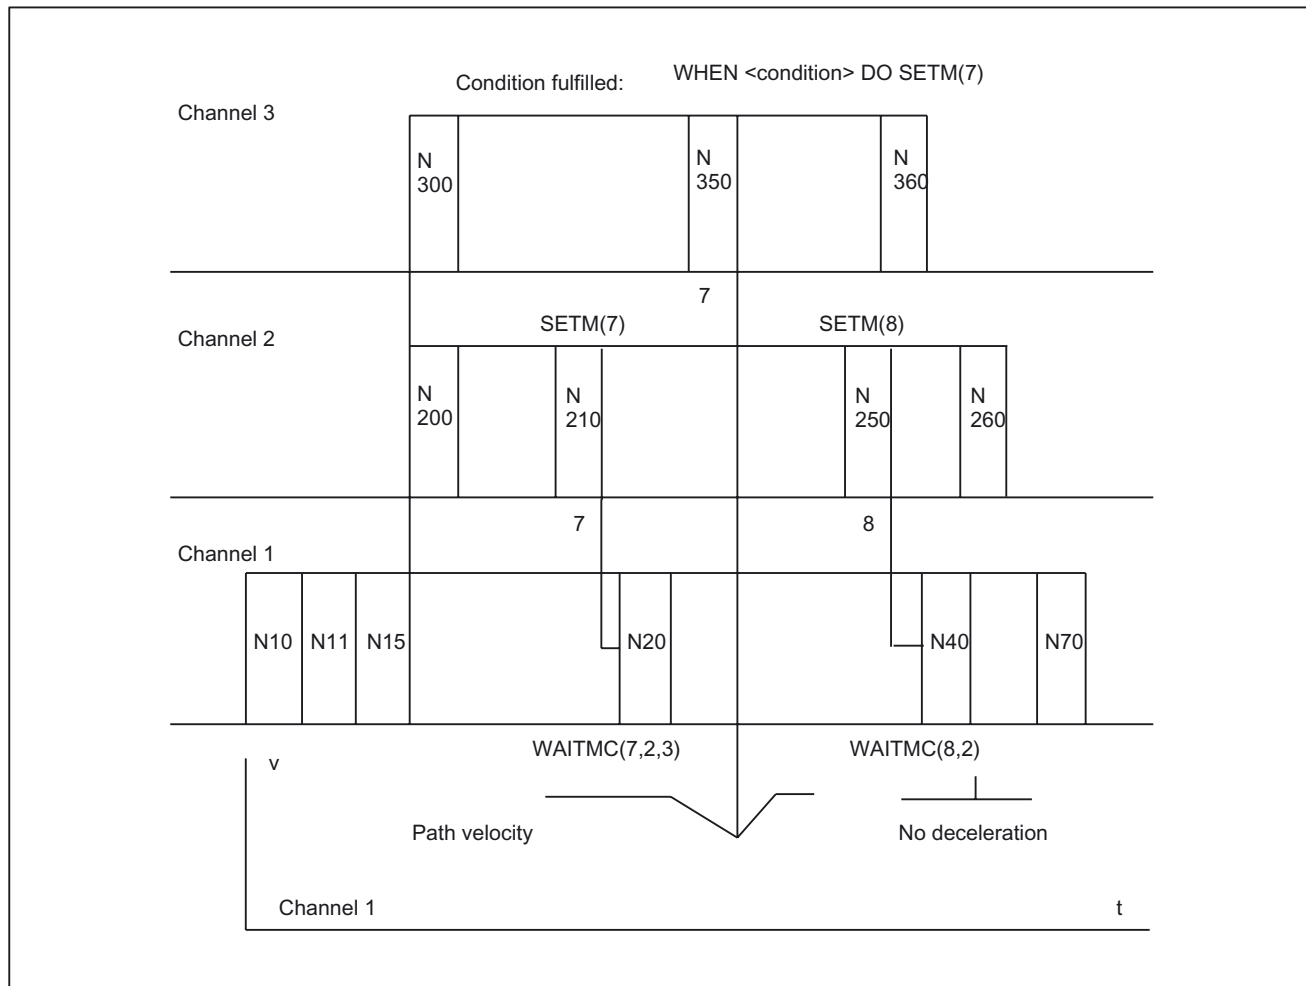 WHEN <condition> DO SETM(7)
Condition fulfilled:
Channel 3
N
300
N
350
N
360
7
SETM(7)
SETM(8)
Channel 2
N
200
N
210
N
250
N
260
7
8
Channel 1
N10
N11
N15
N20
N40
N70
WAITMC(7,2,3)
WAITMC(8,2)
v
Path velocity
No deceleration
Channel 1
t